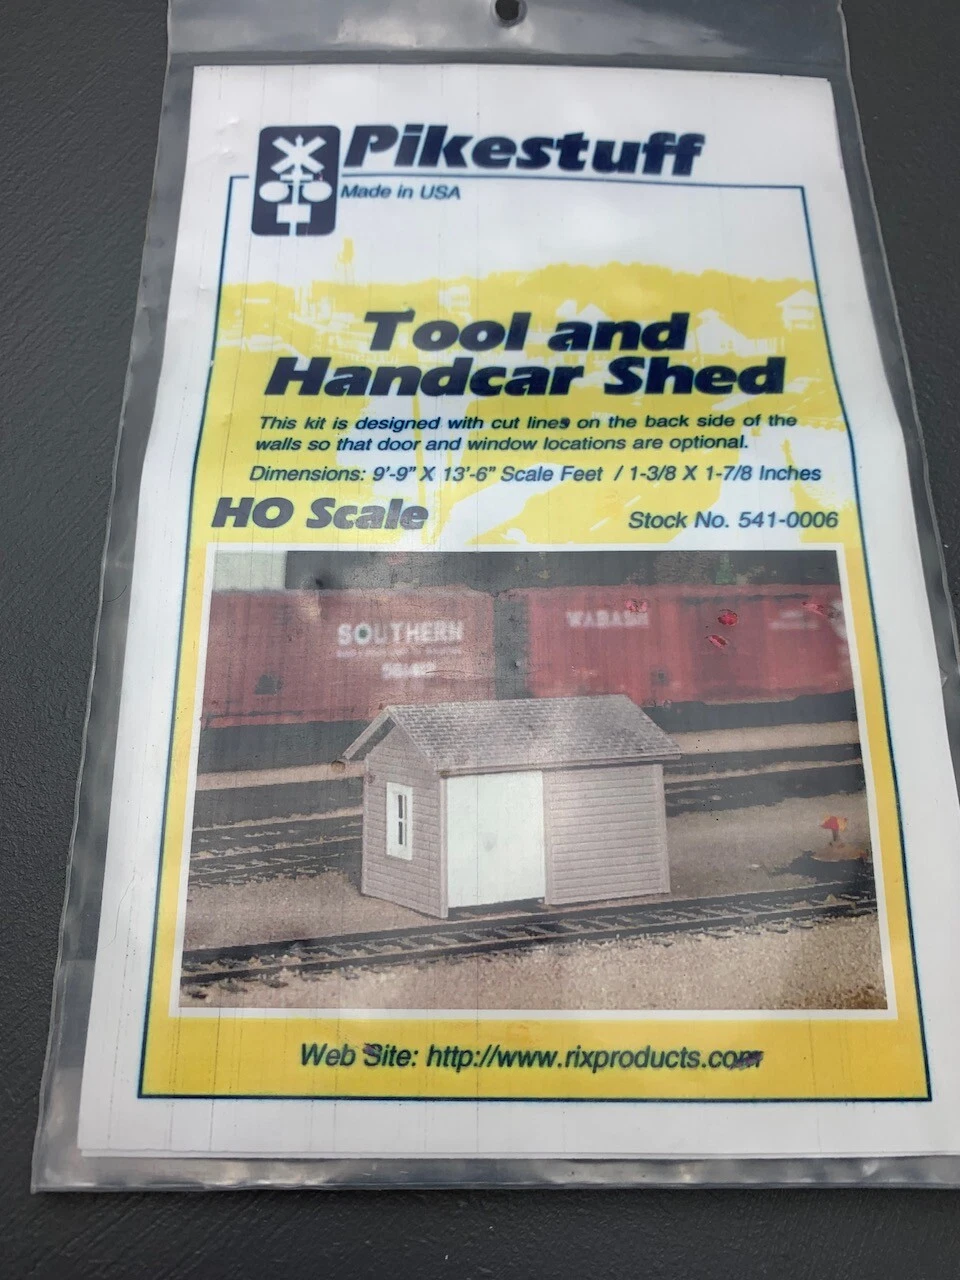 Pikestuff
Made in USA
Tool and
Handcar Shed
This kit is designed with cut lines on the back side of the
walls so that door and window locations are optional.
Dimensions: 9'-9" X 13'-6" Scale Feet / 1-3/8 X 1-7/8 Inches
HO Scale
Stock No. 541-0006
SOUTHERN
WABASH
Web Site: http://www.rixproducts.com